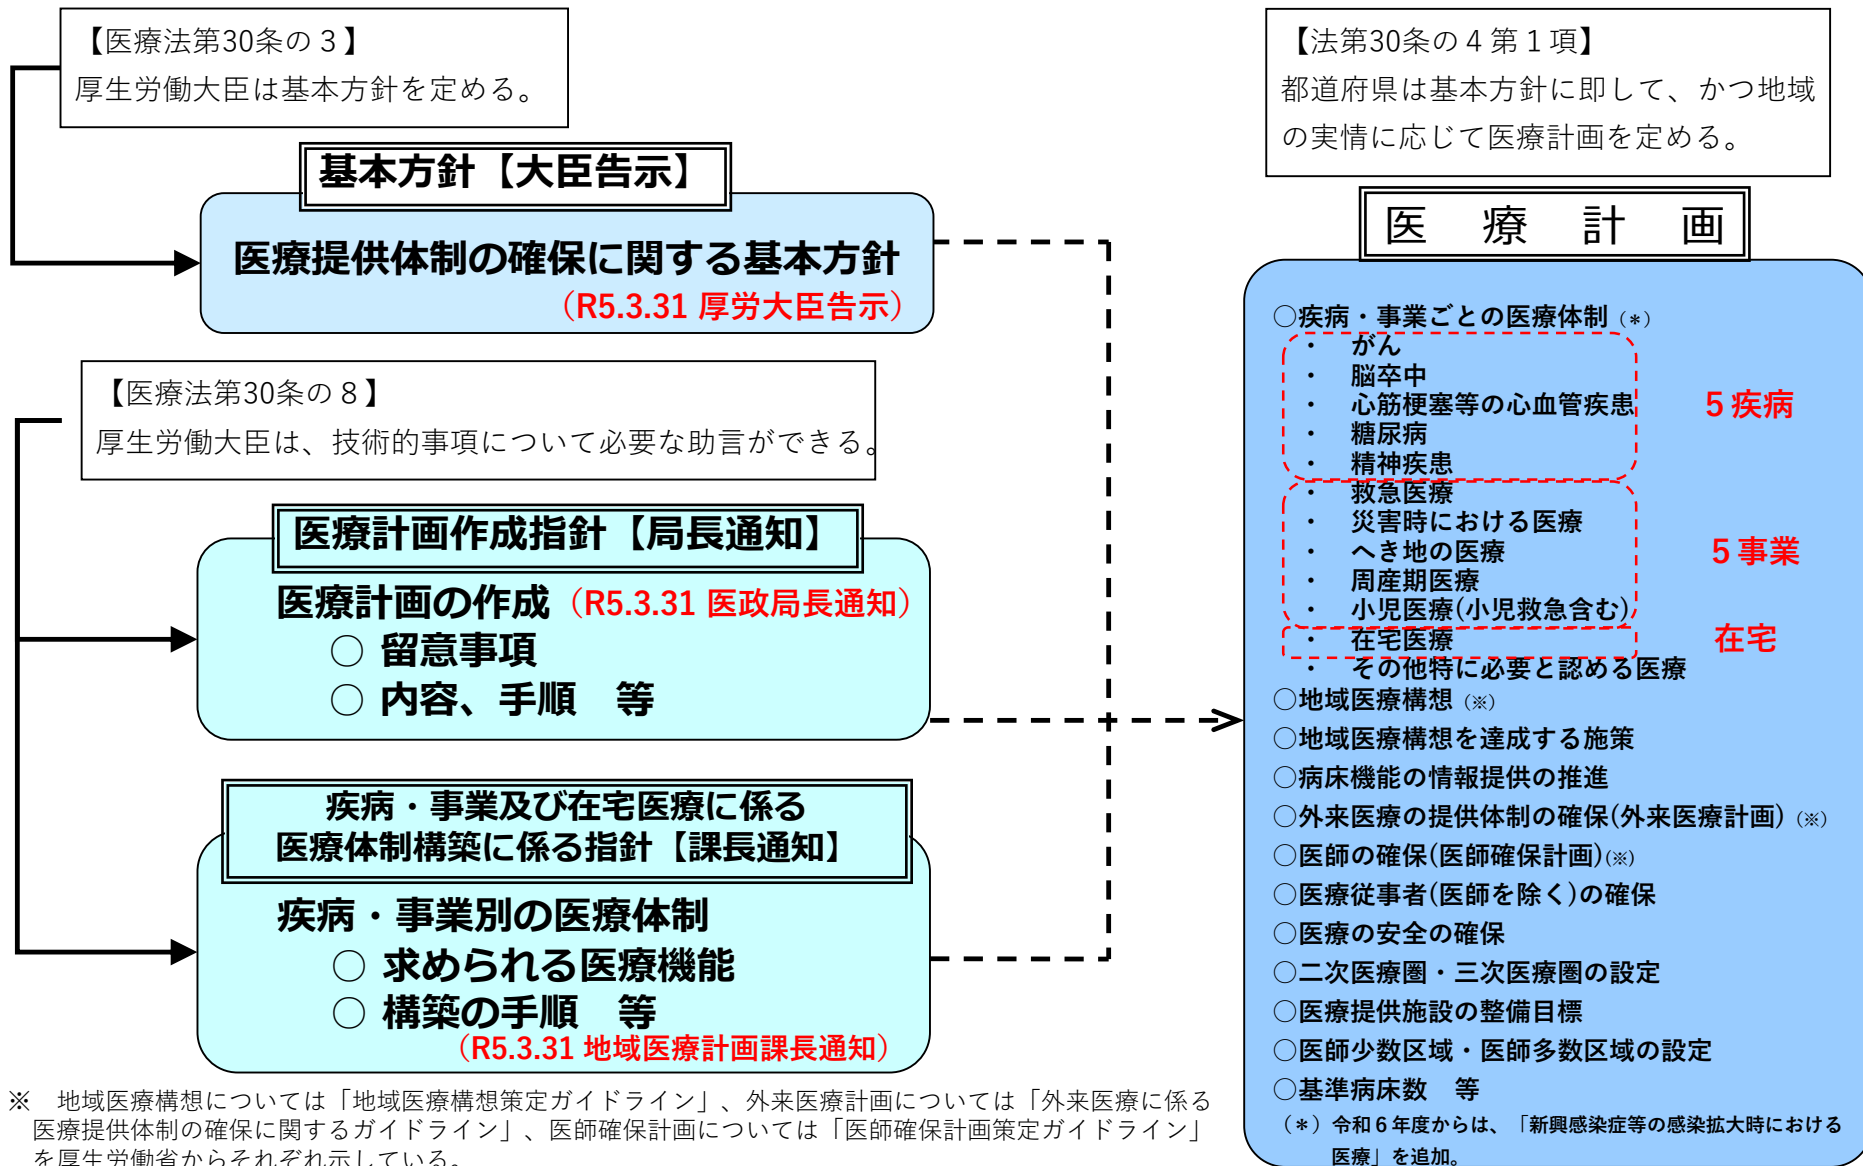 【医療法第30条の３】
厚生労働大臣は基本方針を定める。
基本方針【大臣告示】
医療提供体制の確保に関する基本方針
（R5.3.31 厚労大臣告示）
【医療法第30条の８】
厚生労働大臣は、技術的事項について必要な助言ができる。
医療計画作成指針【局長通知】
医療計画の作成（R5.3.31 医政局長通知）
○ 留意事項
○ 内容、手順　等
疾病・事業及び在宅医療に係る
医療体制構築に係る指針【課長通知】
疾病・事業別の医療体制
○ 求められる医療機能
○ 構築の手順　等
（R5.3.31 地域医療計画課長通知）
※　地域医療構想については「地域医療構想策定ガイドライン」、外来医療計画については「外来医療に係る
医療提供体制の確保に関するガイドライン」、医師確保計画については「医師確保計画策定ガイドライン」
を厚生労働省からそれぞれ示している。
【法第30条の４第１項】
都道府県は基本方針に即して、かつ地域
の実情に応じて医療計画を定める。
医　療　計　画
○疾病・事業ごとの医療体制（＊）
・　がん
・　脳卒中
・　心筋梗塞等の心血管疾患
・　糖尿病
・　精神疾患
５疾病
・　救急医療
・　災害時における医療
・　へき地の医療
・　周産期医療
・　小児医療(小児救急含む)
５事業
・　在宅医療
在宅
・　その他特に必要と認める医療
○地域医療構想（※）
○地域医療構想を達成する施策
○病床機能の情報提供の推進
○外来医療の提供体制の確保(外来医療計画)（※）
○医師の確保(医師確保計画)(※)
○医療従事者(医師を除く)の確保
○医療の安全の確保
○二次医療圏・三次医療圏の設定
○医療提供施設の整備目標
○医師少数区域・医師多数区域の設定
○基準病床数　等
（＊）令和６年度からは、「新興感染症等の感染拡大時における
医療」を追加。